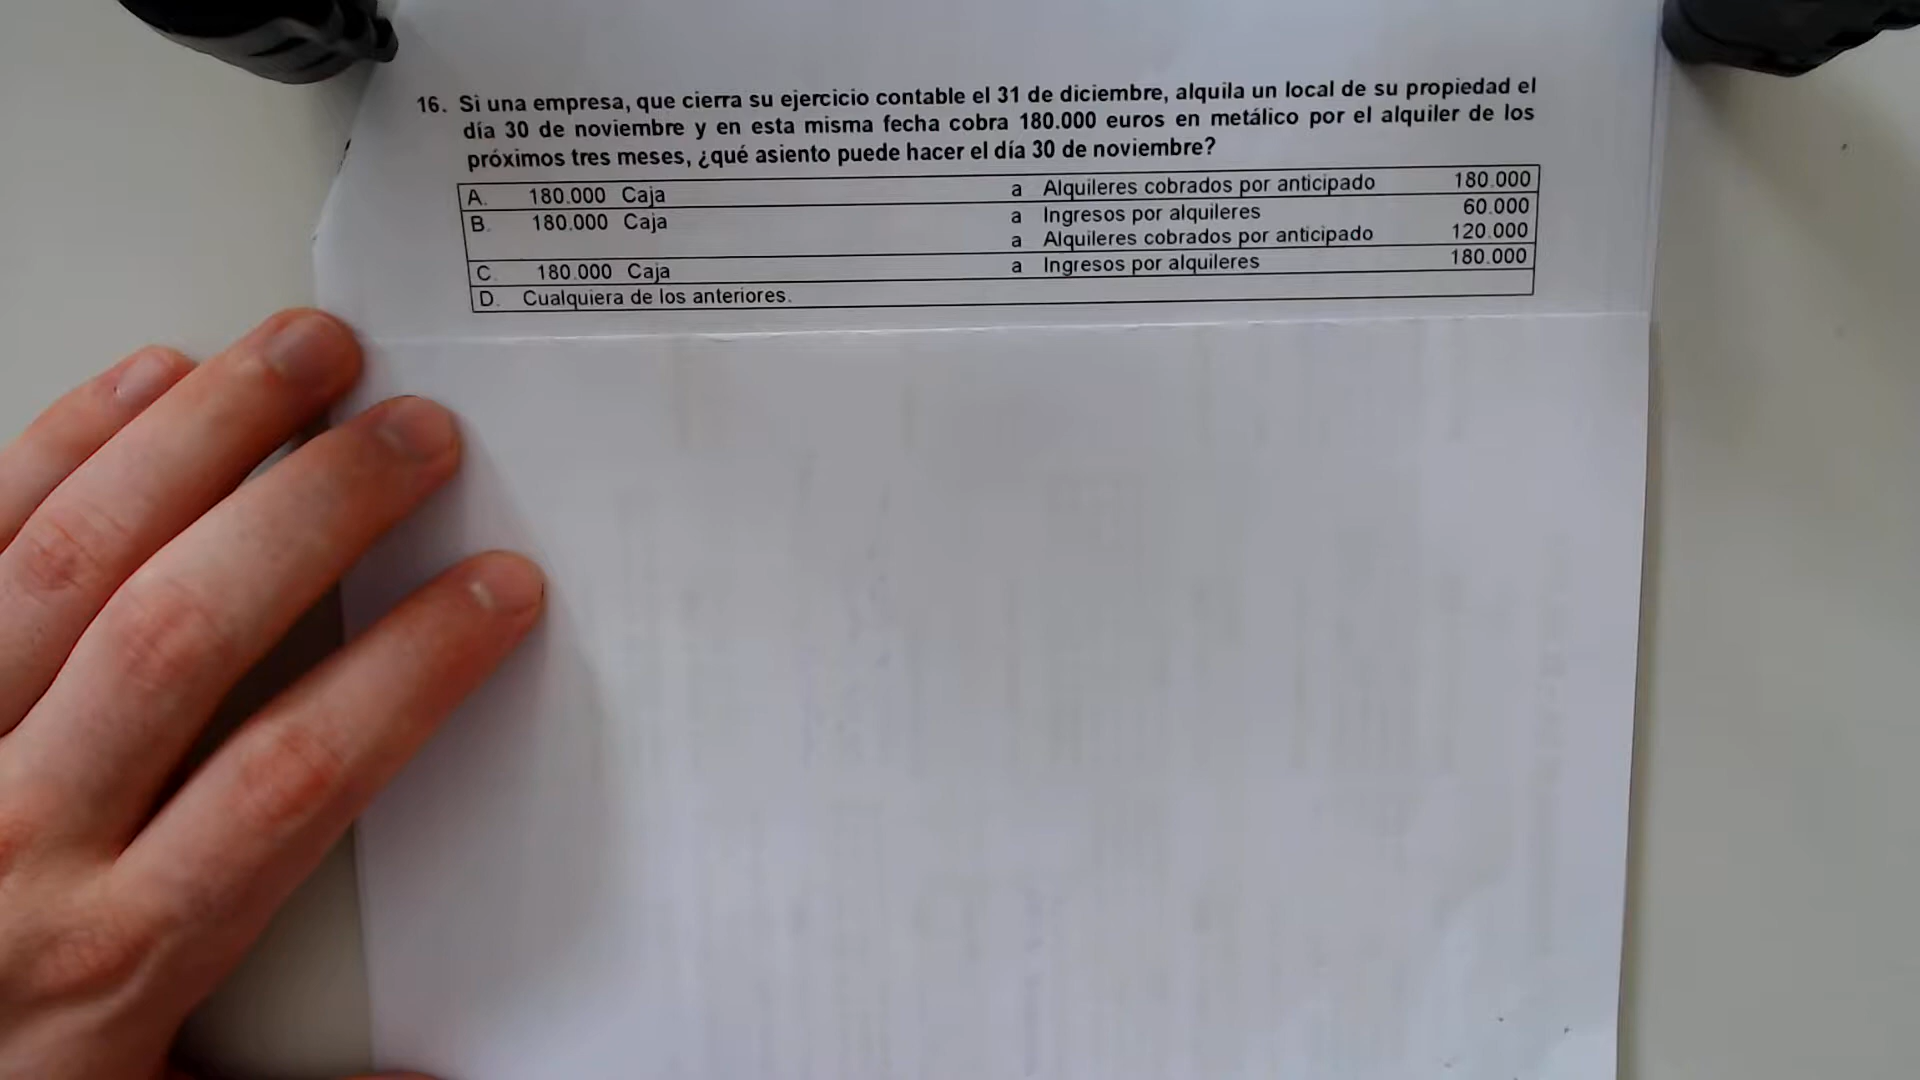 16. Si una empresa, que cierra su ejercicio contable el 31 de diciembre, alquila un local de su propiedad el
día 30 de noviembre y en esta misma fecha cobra 180.000 euros en metálico por el alquiler de los
próximos tres meses, ¿qué asiento puede hacer el día 30 de noviembre?
A. 180.000 Caja a Alquileres cobrados por anticipado 180.000
B. 180.000 Caja a Ingresos por alquileres 60.000
a Alquileres cobrados por anticipado 120.000
C. 180.000 Caja a Ingresos por alquileres 180.000
D. Cualquiera de los anteriores.